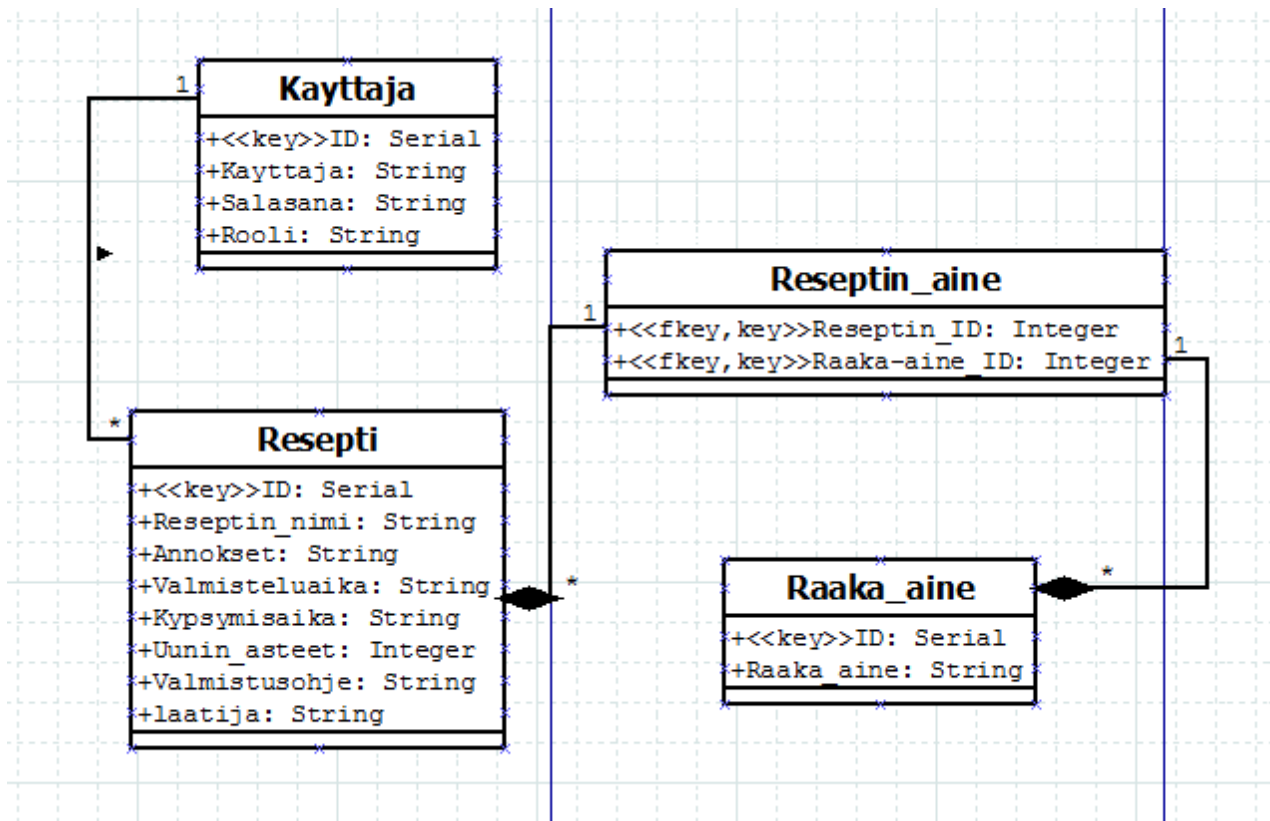 1
Kayttaja
+<<key>>ID: Serial
+Kayttaja: String
+Salasana: String
+Rooli: String
*
Resepti
+<<key>>ID: Serial
+Reseptin_nimi: String
+Annokset: String
+Valmisteluaika: String
+Kypsymisaika: String
+Uunin_asteet: Integer
+Valmistusohje: String
+laatija: String
*
1
Reseptin_aine
+<<fkey,key>>Reseptin_ID: Integer
+<<fkey,key>>Raaka-aine_ID: Integer
1
*
Raaka_aine
+<<key>>ID: Serial
+Raaka_aine: String